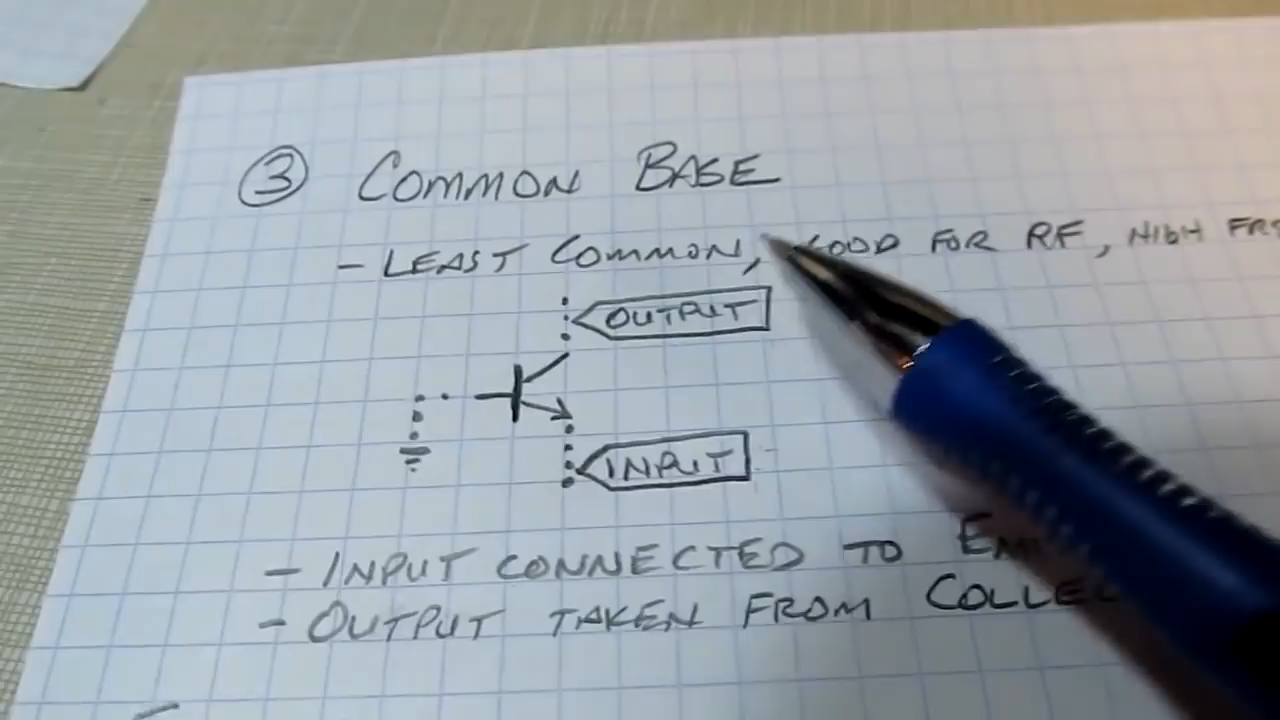 ③ COMMON BASE
- LEAST COMMON, GOOD FOR RF, HIGH
OUTPUT
INPUT
- INPUT CONNECTED TO
- OUTPUT TAKEN FROM